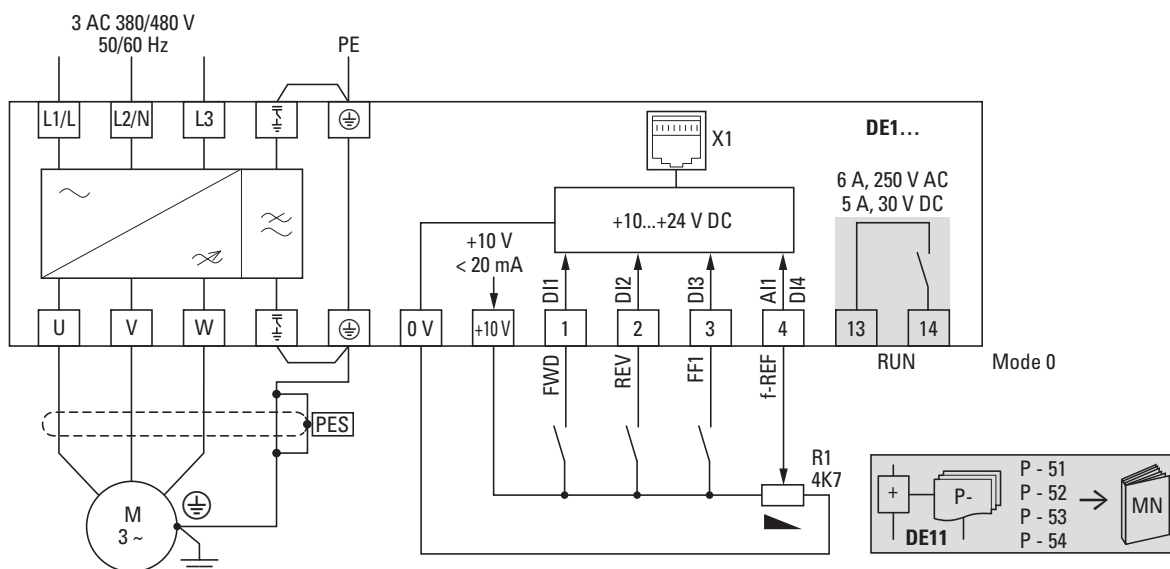 3 AC 380/480 V
50/60 Hz
PE
L1/L
L2/N
L3
X1
DE1...
6 A, 250 V AC
5 A, 30 V DC
+10...+24 V DC
+10 V
< 20 mA
DI1
DI2
DI3
AI1
DI4
U
V
W
0 V
+10 V
1
2
3
4
13
14
FWD
REV
FF1
f-REF
RUN
Mode 0
PES
R1
4K7
M
3 ~
+
P-
DE11
P - 51
P - 52
P - 53
P - 54
MN